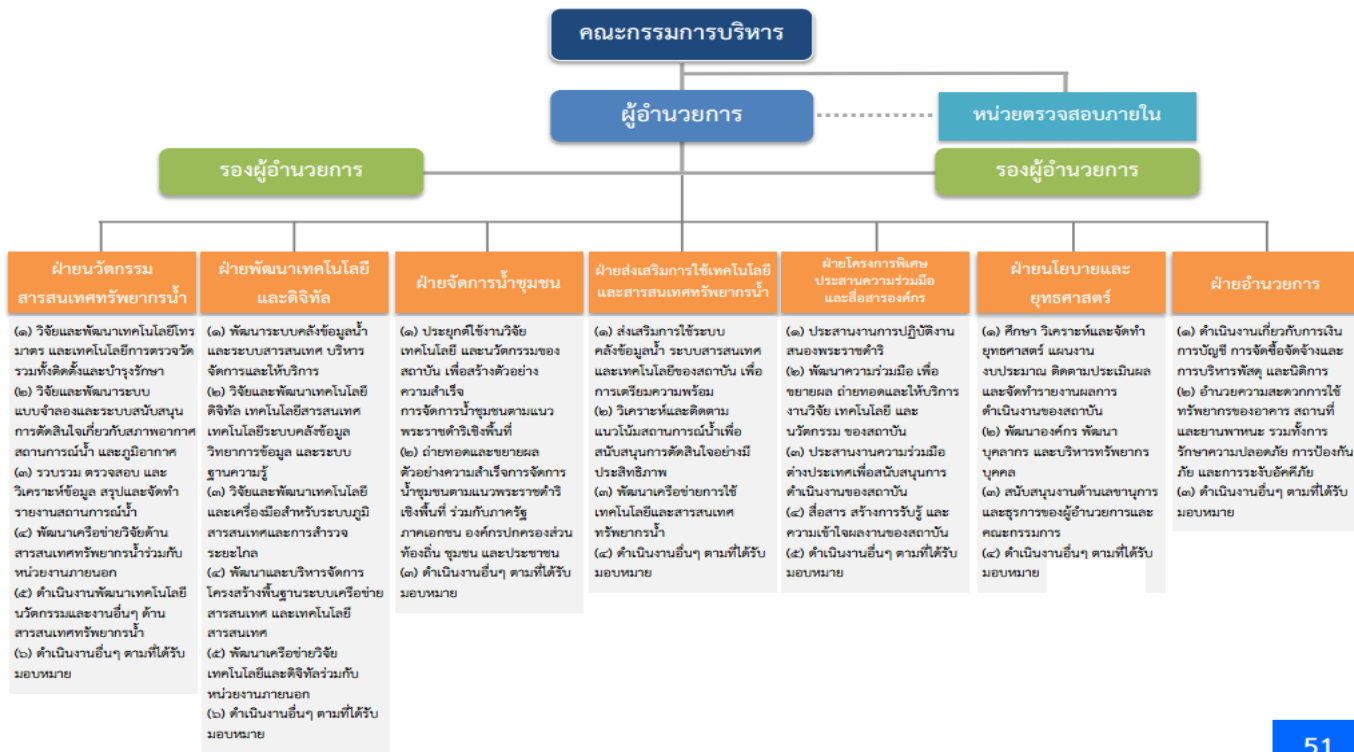 คณะกรรมการบริหาร
ผู้อำนวยการ
หน่วยตรวจสอบภายใน
รองผู้อำนวยการ
รองผู้อำนวยการ
ฝ่ายนวัตกรรม
สารสนเทศทรัพยากรน้ำ
(๑) วิจัยและพัฒนาเทคโนโลยีโทร
มาตร และเทคโนโลยีการตรวจวัด
รวมทั้งติดตั้งและบำรุงรักษา
(๒) วิจัยและพัฒนาระบบ
แบบจำลองและระบบสนับสนุน
การตัดสินใจเกี่ยวกับสภาพอากาศ
สถานการณ์น้ำ และภูมิอากาศ
(๓) รวบรวม ตรวจสอบ และ
วิเคราะห์ข้อมูล สรุปและจัดทำ
รายงานสถานการณ์น้ำ
(๔) พัฒนาเครือข่ายวิจัยด้าน
สารสนเทศทรัพยากรน้ำร่วมกับ
หน่วยงานภายนอก
(๕) ดำเนินงานพัฒนาเทคโนโลยี
นวัตกรรมและงานอื่นๆ ด้าน
สารสนเทศทรัพยากรน้ำ
(๖) ดำเนินงานอื่นๆ ตามที่ได้รับ
มอบหมาย
ฝ่ายพัฒนาเทคโนโลยี
และดิจิทัล
(๑) พัฒนาระบบคลังข้อมูลน้ำ
และระบบสารสนเทศ บริหาร
จัดการและให้บริการ
(๒) วิจัยและพัฒนาเทคโนโลยี
ดิจิทัล เทคโนโลยีสารสนเทศ
เทคโนโลยีระบบคลังข้อมูล
วิทยาการข้อมูล และระบบ
ฐานความรู้
(๓) วิจัยและพัฒนาเทคโนโลยี
และเครื่องมือสำหรับระบบภูมิ
สารสนเทศและการสำรวจ
ระยะไกล
(๔) พัฒนาและบริหารจัดการ
โครงสร้างพื้นฐานระบบเครือข่าย
สารสนเทศ และเทคโนโลยี
สารสนเทศ
(๕) พัฒนาเครือข่ายวิจัย
เทคโนโลยีและดิจิทัลร่วมกับ
หน่วยงานภายนอก
(๖) ดำเนินงานอื่นๆ ตามที่ได้รับ
มอบหมาย
ฝ่ายจัดการน้ำชุมชน
(๑) ประยุกต์ใช้งานวิจัย
เทคโนโลยี และนวัตกรรมของ
สถาบัน เพื่อสร้างตัวอย่าง
ความสำเร็จ
การจัดการน้ำชุมชนตามแนว
พระราชดำริเชิงพื้นที่
(๒) ถ่ายทอดและขยายผล
ตัวอย่างความสำเร็จการจัดการ
น้ำชุมชนตามแนวพระราชดำริ
เชิงพื้นที่ ร่วมกับภาครัฐ
ภาคเอกชน องค์กรปกครองส่วน
ท้องถิ่น ชุมชน และประชาชน
(๓) ดำเนินงานอื่นๆ ตามที่ได้รับ
มอบหมาย
ฝ่ายส่งเสริมการใช้เทคโนโลยี
และสารสนเทศทรัพยากรน้ำ
(๑) ส่งเสริมการใช้ระบบ
คลังข้อมูลน้ำ ระบบสารสนเทศ
และเทคโนโลยีของสถาบัน เพื่อ
การเตรียมความพร้อม
(๒) วิเคราะห์และติดตาม
แนวโน้มสถานการณ์น้ำเพื่อ
สนับสนุนการตัดสินใจอย่างมี
ประสิทธิภาพ
(๓) พัฒนาเครือข่ายการใช้
เทคโนโลยีและสารสนเทศ
ทรัพยากรน้ำ
(๔) ดำเนินงานอื่นๆ ตามที่ได้รับ
มอบหมาย
ฝ่ายโครงการพิเศษ
ประสานความร่วมมือ
และสื่อสารองค์กร
(๑) ประสานงานการปฏิบัติงาน
สนองพระราชดำริ
(๒) พัฒนาความร่วมมือ เพื่อ
ขยายผล ถ่ายทอดและให้บริการ
งานวิจัย เทคโนโลยี และ
นวัตกรรม ของสถาบัน
(๓) ประสานงานความร่วมมือ
ต่างประเทศเพื่อสนับสนุนการ
ดำเนินงานของสถาบัน
(๔) สื่อสาร สร้างการรับรู้ และ
ความเข้าใจผลงานของสถาบัน
(๕) ดำเนินงานอื่นๆ ตามที่ได้รับ
มอบหมาย
ฝ่ายนโยบายและ
ยุทธศาสตร์
(๑) ศึกษา วิเคราะห์และจัดทำ
ยุทธศาสตร์ แผนงาน
งบประมาณ ติดตามประเมินผล
และจัดทำรายงานผลการ
ดำเนินงานของสถาบัน
(๒) พัฒนาองค์กร พัฒนา
บุคลากร และบริหารทรัพยากร
บุคคล
(๓) สนับสนุนงานด้านเลขานุการ
และธุรการของผู้อำนวยการและ
คณะกรรมการ
(๔) ดำเนินงานอื่นๆ ตามที่ได้รับ
มอบหมาย
ฝ่ายอำนวยการ
(๑) ดำเนินงานเกี่ยวกับการเงิน
การบัญชี การจัดซื้อจัดจ้างและ
การบริหารพัสดุ และนิติการ
(๒) อำนวยความสะดวกการใช้
ทรัพยากรของอาคาร สถานที่
และยานพาหนะ รวมทั้งการ
รักษาความปลอดภัย การป้องกัน
ภัย และการระงับอัคคีภัย
(๓) ดำเนินงานอื่นๆ ตามที่ได้รับ
มอบหมาย
51